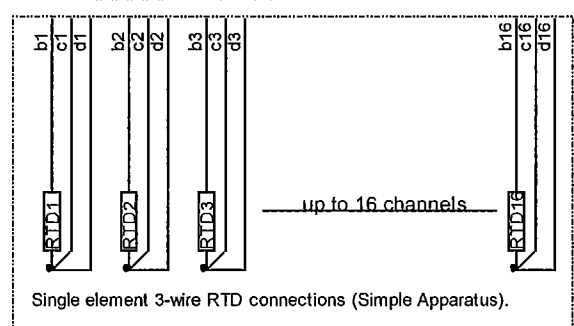 b1 c1 d1 b2 c2 d2 b3 c3 d3 b16 c16 d16
RTD1 RTD2 RTD3 up to 16 channels RTD16
Single element 3-wire RTD connections (Simple Apparatus).